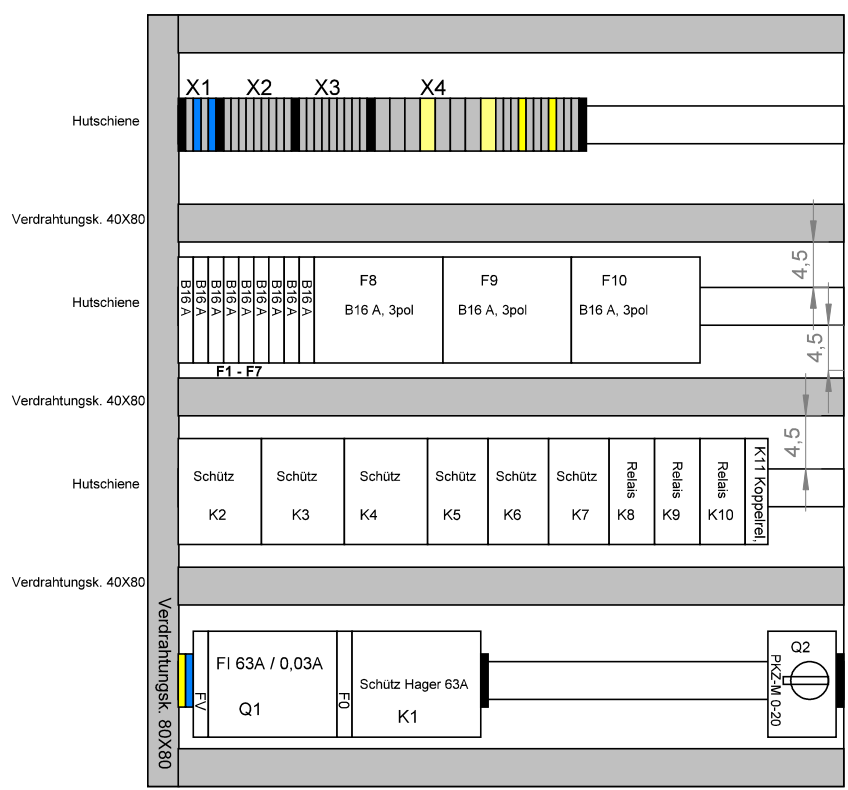 X1 X2 X3 X4
Hutschiene
Verdrahtungsk. 40X80
4,5
Hutschiene
B16 A B16 A B16 A B16 A B16 A B16 A B16 A B16 A B16 A
F8 F9 F10
B16 A, 3pol B16 A, 3pol B16 A, 3pol
4,5
F1 - F7
Verdrahtungsk. 40X80
4,5
Hutschiene
Schütz Schütz Schütz Schütz Schütz Schütz Relais Relais Relais K11 Koppelrel,
K2 K3 K4 K5 K6 K7 K8 K9 K10
Verdrahtungsk. 40X80
Verdrahtungsk. 80X80
FV
FI 63A / 0,03A
Q1
F0
Schütz Hager 63A
K1
Q2
PKZ-M 0-20